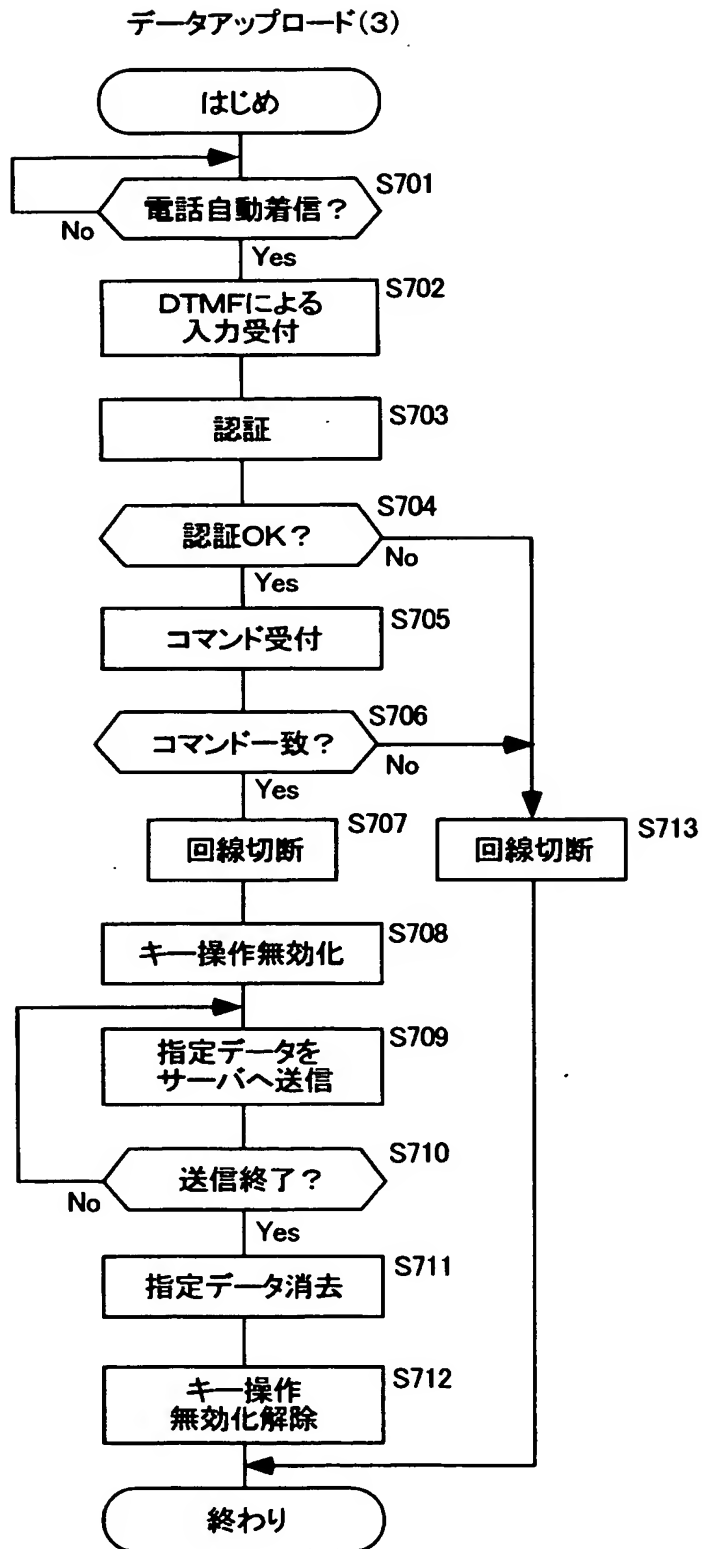 データアップロード(3)
はじめ
電話自動着信?
S701
No
Yes
DTMFによる
入力受付
S702
認証
S703
認証OK?
S704
No
Yes
コマンド受付
S705
コマンド一致?
S706
No
Yes
回線切断
S707
回線切断
S713
キー操作無効化
S708
指定データを
サーバへ送信
S709
送信終了?
S710
No
Yes
指定データ消去
S711
キー操作
無効化解除
S712
終わり